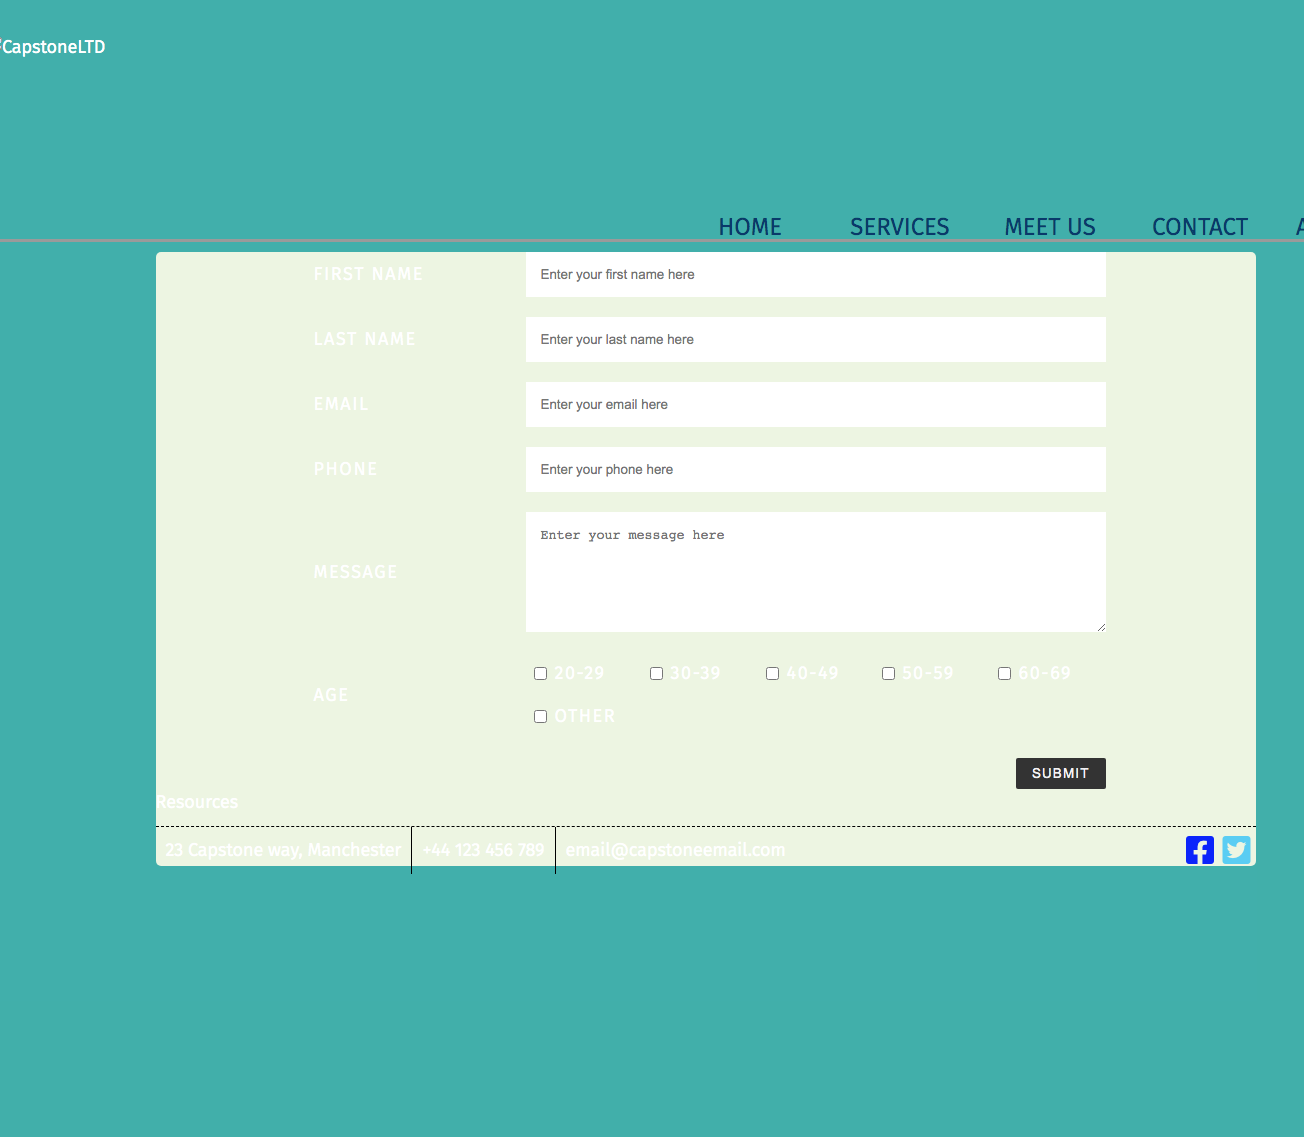 #CapstoneLTD
HOME SERVICES MEET US CONTACT A
FIRST NAME Enter your first name here
LAST NAME Enter your last name here
EMAIL Enter your email here
PHONE Enter your phone here
MESSAGE Enter your message here
20-29 30-39 40-49 50-59 60-69
AGE
OTHER
SUBMIT
Resources
23 Capstone way, Manchester +44 123 456 789 email@capstoneemail.com